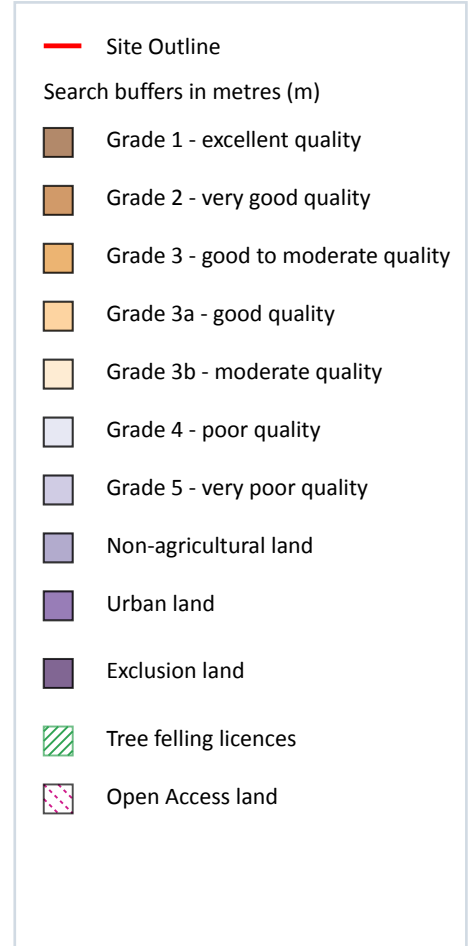 Site Outline
Search buffers in metres (m)
Grade 1 - excellent quality
Grade 2 - very good quality
Grade 3 - good to moderate quality
Grade 3a - good quality
Grade 3b - moderate quality
Grade 4 - poor quality
Grade 5 - very poor quality
Non-agricultural land
Urban land
Exclusion land
Tree felling licences
Open Access land